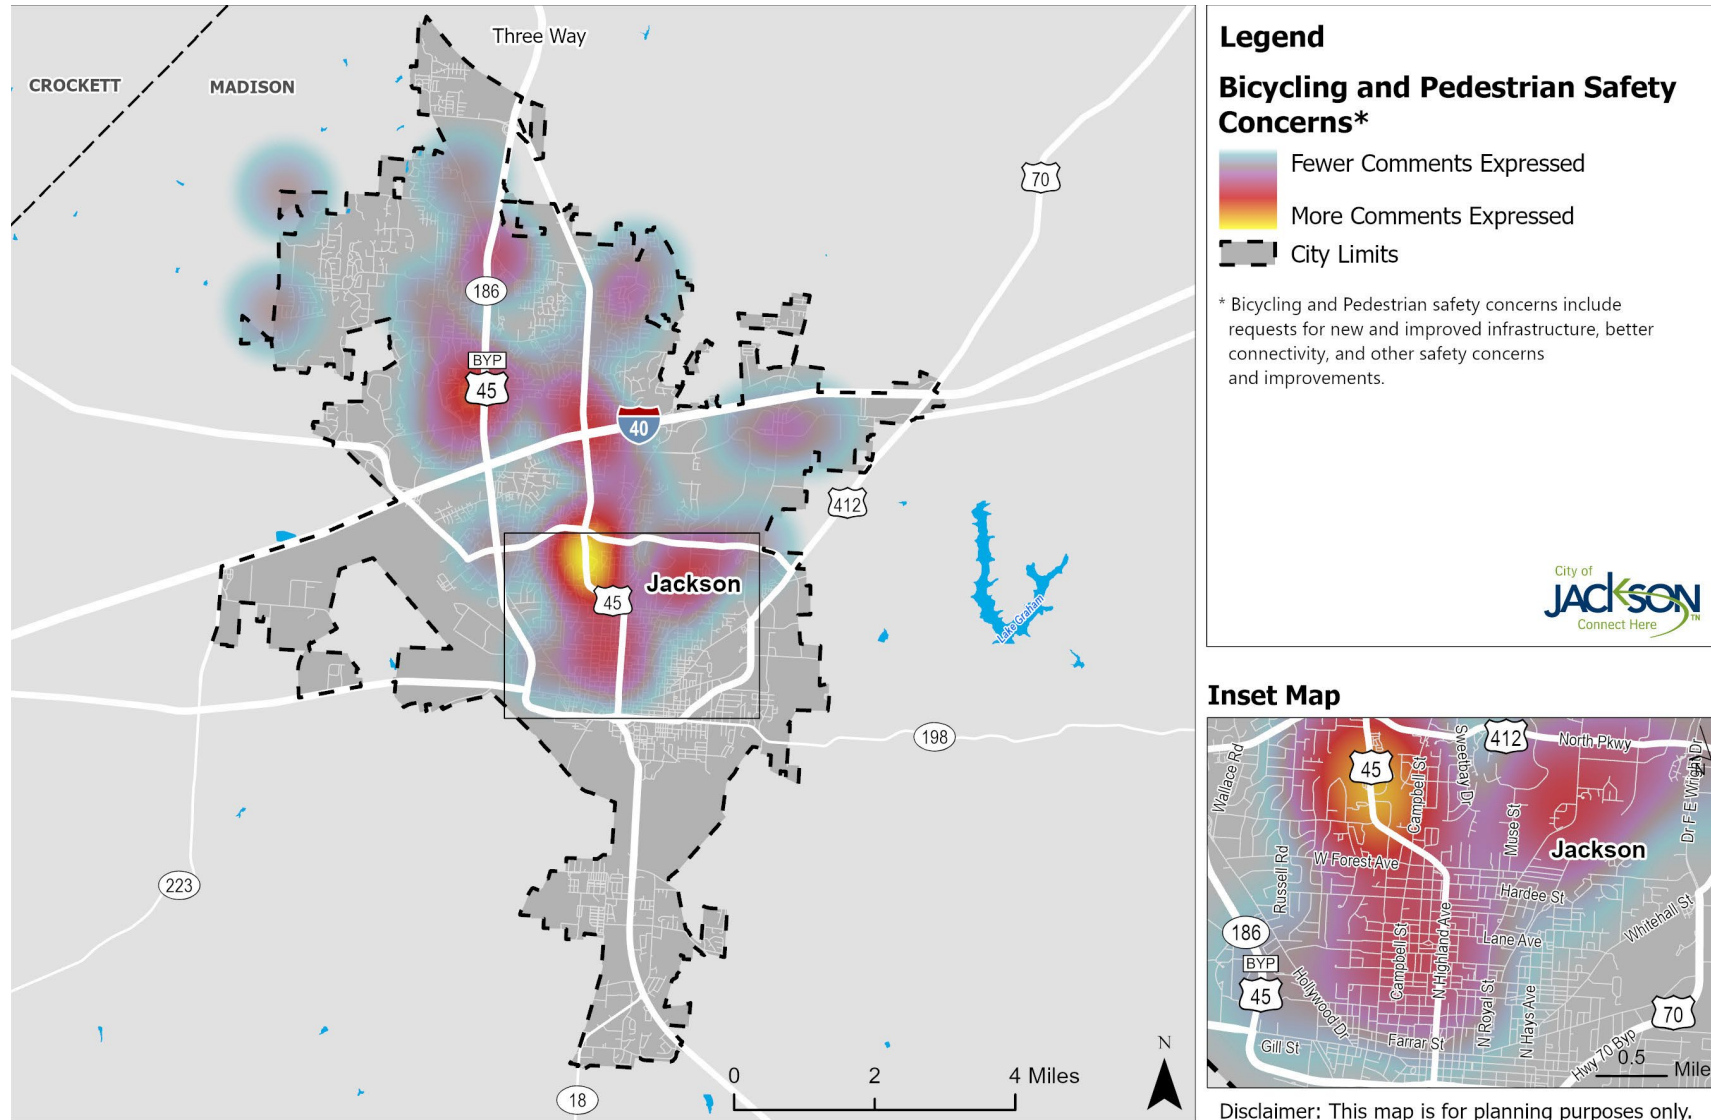 Three Way
CROCKETT
MADISON
70
186
BYP
45
40
412
Jackson
45
Lake Graham
198
223
18
N
0 2 4 Miles
Legend
Bicycling and Pedestrian Safety
Concerns*
Fewer Comments Expressed
More Comments Expressed
City Limits
* Bicycling and Pedestrian safety concerns include
requests for new and improved infrastructure, better
connectivity, and other safety concerns
and improvements.
City of
JACKSON
TN
Connect Here
Inset Map
412
North Pkwy
45
Wallace Rd
Campbell St
Sweetbay Dr
Dr F E Wright Dr
N
Muse St
Jackson
W Forest Ave
Russell Rd
Hardee St
Whitehall St
186
BYP
45
Campbell St
N Highland Ave
Lane Ave
Hollywood Dr
N Royal St
N Hays Ave
70
Gill St
Farrar St
Hwy 70 Byp
0.5
Mile
Disclaimer: This map is for planning purposes only.